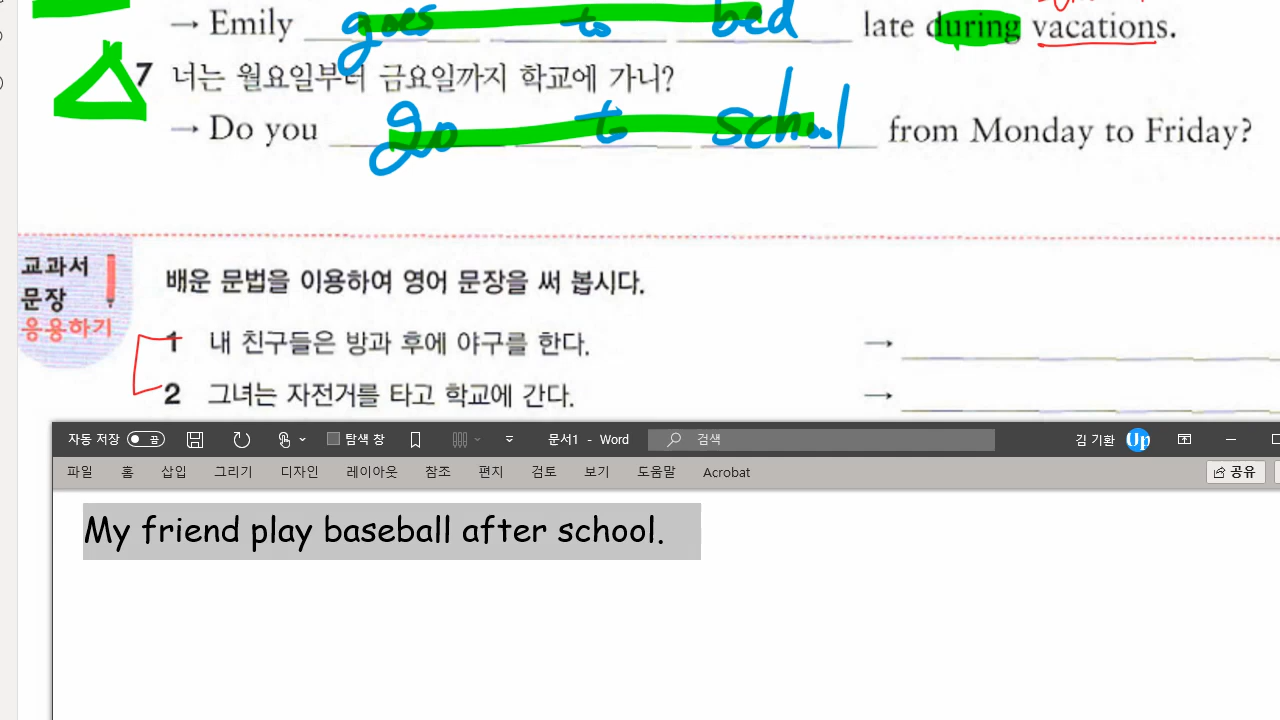 → Emily goes to bed late during vacations.
7 너는 월요일부터 금요일까지 학교에 가니?
→ Do you go to school from Monday to Friday?
교과서
문장
응용하기
배운 문법을 이용하여 영어 문장을 써 봅시다.
1 내 친구들은 방과 후에 야구를 한다. →
2 그녀는 자전거를 타고 학교에 간다. →
자동 저장 끔 탐색 창 문서1 - Word 검색 김 기환 Up
파일 홈 삽입 그리기 디자인 레이아웃 참조 편지 검토 보기 도움말 Acrobat 공유
My friend play baseball after school.